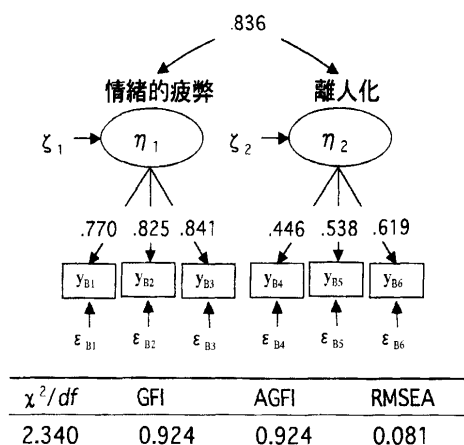 .836
情緒的疲弊 離人化
ζ1 η1 ζ2 η2
.770 .825 .841 .446 .538 .619
yB1 yB2 yB3 yB4 yB5 yB6
εB1 εB2 εB3 εB4 εB5 εB6
χ²/df GFI AGFI RMSEA
2.340 0.924 0.924 0.081